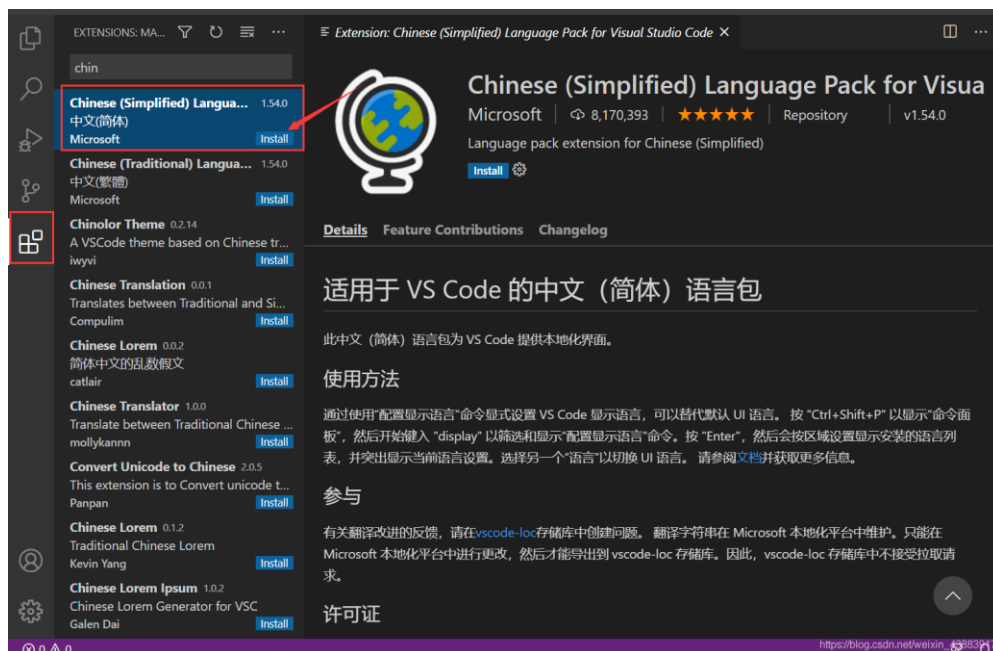 EXTENSIONS: MA...
chin
Chinese (Simplified) Langua... 1.54.0
中文(简体)
Microsoft Install
Chinese (Traditional) Langua... 1.54.0
中文(繁體)
Microsoft Install
Chinolor Theme 0.2.14
A VSCode theme based on Chinese tr...
iwyvi Install
Chinese Translation 0.0.1
Translates between Traditional and Si...
Compulim Install
Chinese Lorem 0.0.2
简体中文的乱数假文
catlair Install
Chinese Translator 1.0.0
Translate between Traditional Chinese ...
mollykannn Install
Convert Unicode to Chinese 2.0.5
This extension is to Convert unicode t...
Panpan Install
Chinese Lorem 0.1.2
Traditional Chinese Lorem
Kevin Yang Install
Chinese Lorem Ipsum 1.0.2
Chinese Lorem Generator for VSC
Galen Dai Install
Extension: Chinese (Simplified) Language Pack for Visual Studio Code
Chinese (Simplified) Language Pack for Visua
Microsoft 8,170,393 Repository v1.54.0
Language pack extension for Chinese (Simplified)
Install
Details Feature Contributions Changelog
适用于 VS Code 的中文（简体）语言包
此中文（简体）语言包为 VS Code 提供本地化界面。
使用方法
通过使用“配置显示语言”命令显式设置 VS Code 显示语言，可以替代默认 UI 语言。 按 "Ctrl+Shift+P" 以显示“命令面
板”，然后开始键入 "display" 以筛选和显示“配置显示语言”命令。按 "Enter"，然后会按区域设置显示安装的语言列
表，并突出显示当前语言设置。选择另一个“语言”以切换 UI 语言。 请参阅文档并获取更多信息。
参与
有关翻译改进的反馈，请在vscode-loc存储库中创建问题。 翻译字符串在 Microsoft 本地化平台中维护。只能在
Microsoft 本地化平台中进行更改，然后才能导出到 vscode-loc 存储库。因此，vscode-loc 存储库中不接受拉取请
求。
许可证
0 0